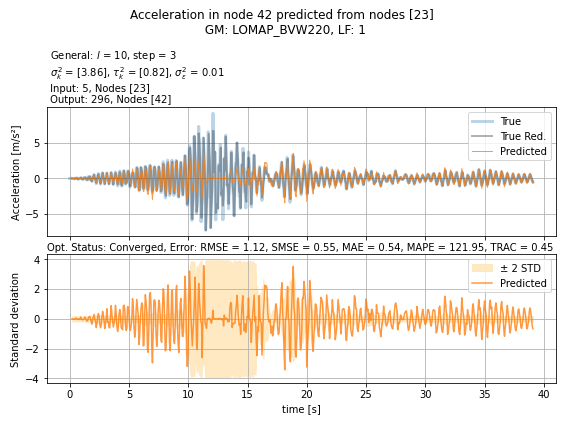 Acceleration in node 42 predicted from nodes [23]
GM: LOMAP_BVW220, LF: 1
General: l = 10, step = 3
σ²ₖ = [3.86], τ²ₖ = [0.82], σ²_ε = 0.01
Input: 5, Nodes [23]
Output: 296, Nodes [42]
True
True Red.
Predicted
Acceleration [m/s²]
5
0
−5
Opt. Status: Converged, Error: RMSE = 1.12, SMSE = 0.55, MAE = 0.54, MAPE = 121.95, TRAC = 0.45
± 2 STD
Predicted
Standard deviation
4
2
0
−2
−4
0 5 10 15 20 25 30 35 40
time [s]